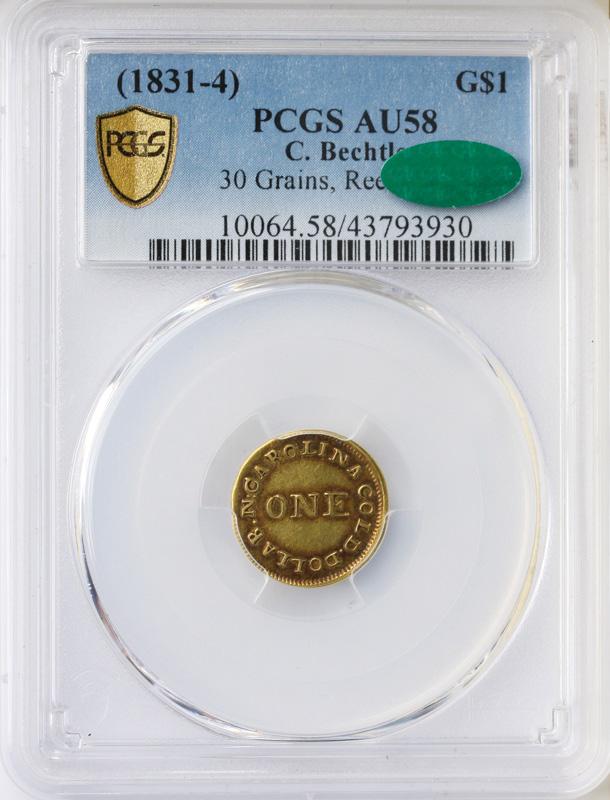 (1831-4) G$1
PCGS AU58
PCGS
C. Bechtl
30 Grains, Ree
10064.58/43793930
N. CAROLINA GOLD. DOLLAR.
ONE